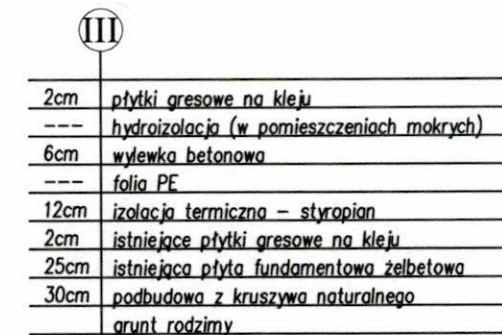 III
2cm płytki gresowe na kleju
--- hydroizolacja (w pomieszczeniach mokrych)
6cm wylewka betonowa
--- folia PE
12cm izolacja termiczna – styropian
2cm istniejące płytki gresowe na kleju
25cm istniejąca płyta fundamentowa żelbetowa
30cm podbudowa z kruszywa naturalnego
grunt rodzimy